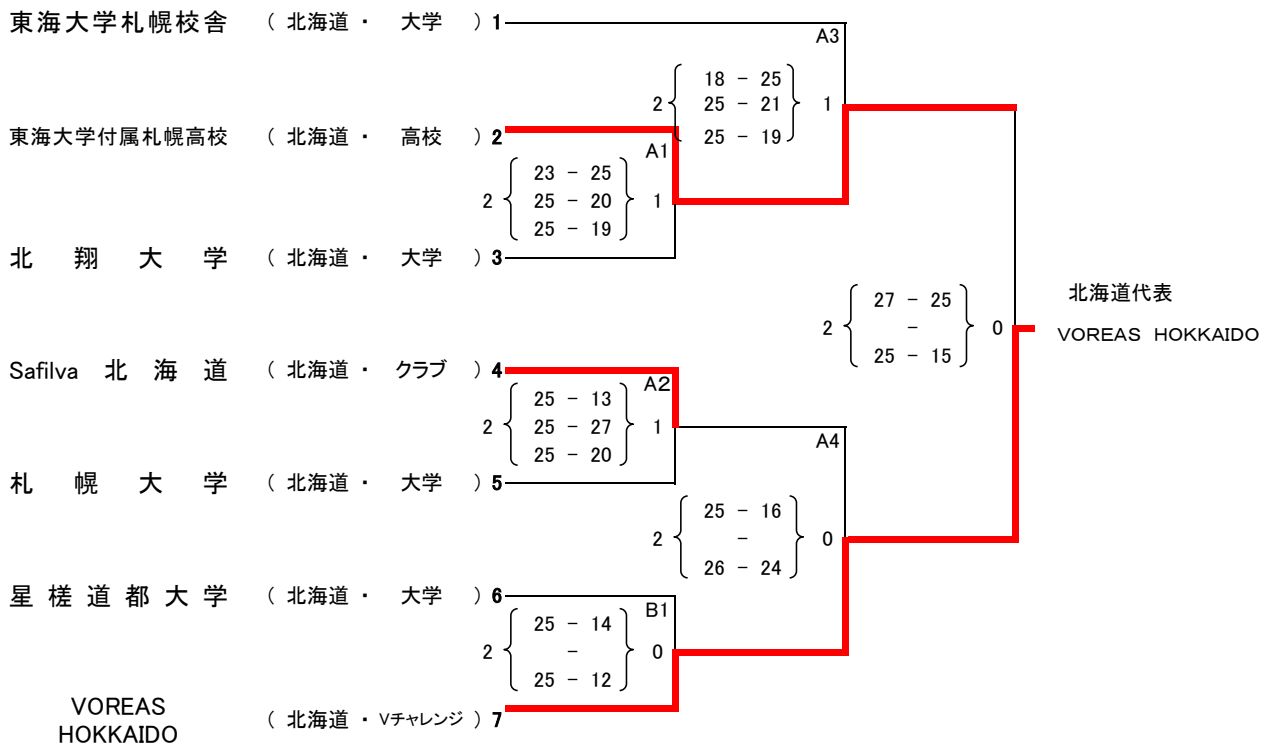 東海大学札幌校舎 ( 北海道 ・ 大学 ) 1
A3
2 18 - 25 1
25 - 21
25 - 19
東海大学付属札幌高校 ( 北海道 ・ 高校 ) 2
A1
2 23 - 25 1
25 - 20
25 - 19
北翔大学 ( 北海道 ・ 大学 ) 3
2 27 - 25 0
-
25 - 15
北海道代表
VOREAS HOKKAIDO
Safilva 北海道 ( 北海道 ・ クラブ ) 4
A2
2 25 - 13 1
25 - 27
25 - 20
A4
札幌大学 ( 北海道 ・ 大学 ) 5
2 25 - 16 0
-
26 - 24
星槎道都大学 ( 北海道 ・ 大学 ) 6
B1
2 25 - 14 0
-
25 - 12
VOREAS
HOKKAIDO
( 北海道 ・ Vチャレンジ ) 7